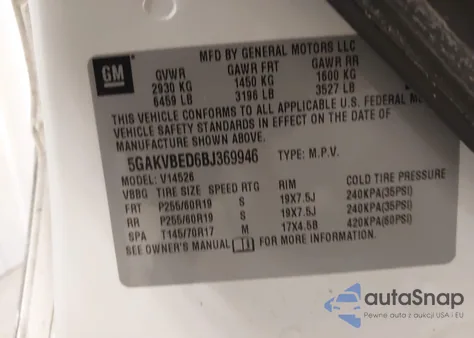 GM
MFD BY GENERAL MOTORS LLC
GVWR GAWR FRT GAWR RR
2930 KG 1450 KG 1600 KG
6459 LB 3196 LB 3527 LB
THIS VEHICLE CONFORMS TO ALL APPLICABLE U.S. FEDERAL
VEHICLE SAFETY STANDARDS IN EFFECT ON THE DATE OF
MANUFACTURE SHOWN ABOVE.
5GAKVBED6BJ369946 TYPE: M.P.V.
MODEL: V14526
VBBG TIRE SIZE SPEED RTG RIM COLD TIRE PRESSURE
FRT P255/60R19 S 19X7.5J 240KPA(35PSI)
RR P255/60R19 S 19X7.5J 240KPA(35PSI)
SPA T145/70R17 M 17X4.5B 420KPA(60PSI)
SEE OWNER'S MANUAL FOR MORE INFORMATION.
autoSnap
Pewne auta z aukcji USA i EU